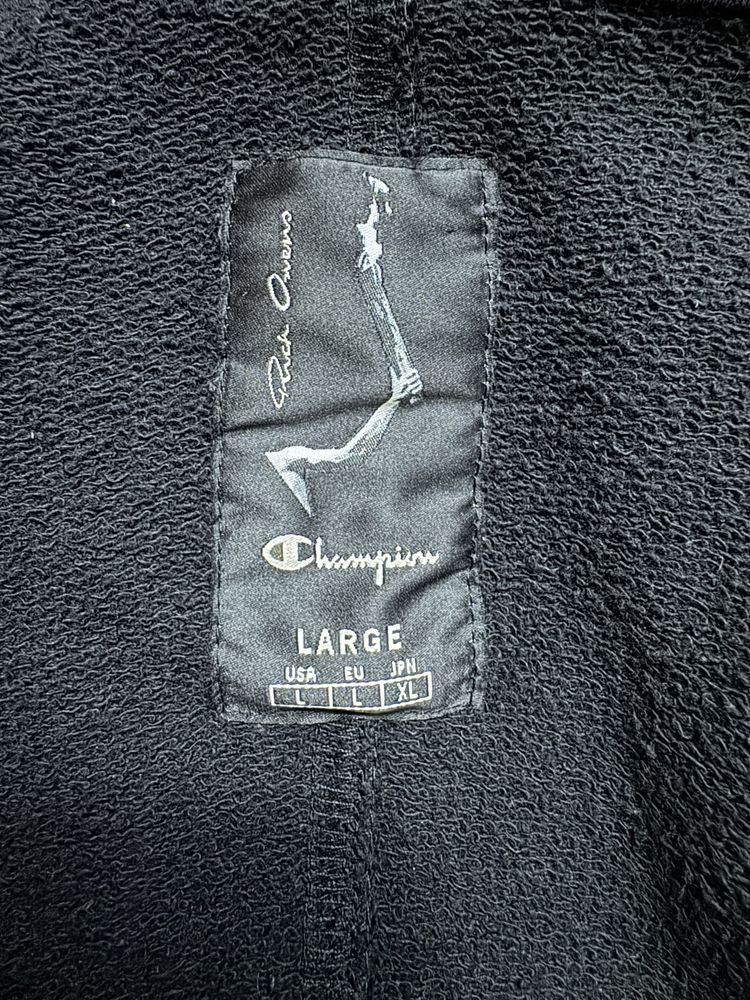 Rick Owens
Champion
LARGE
USA EU JPN
L L XL